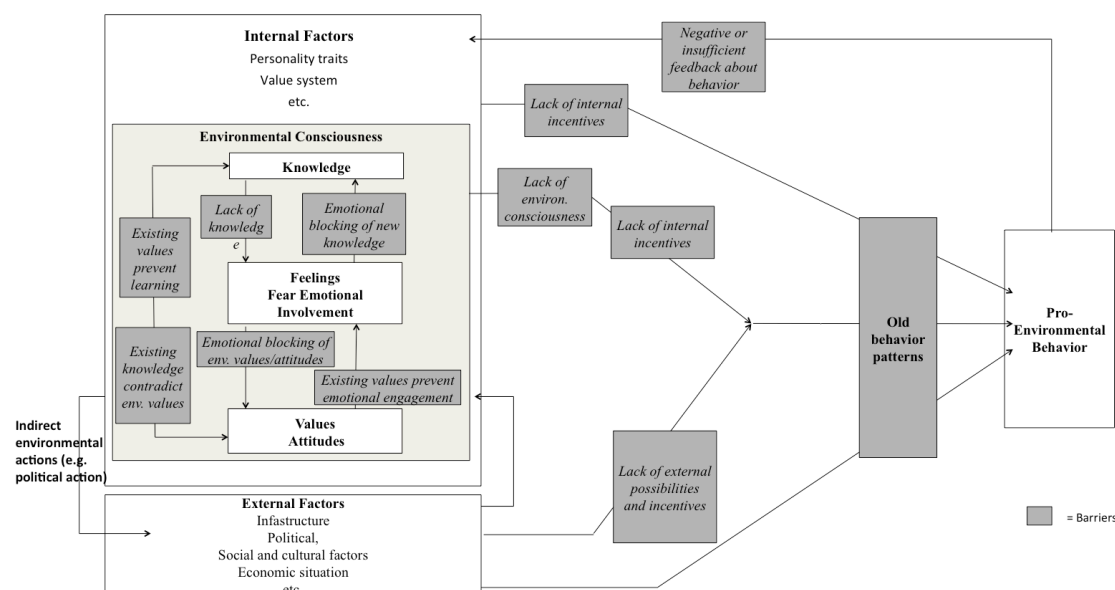 Internal Factors
Personality traits
Value system
etc.
Negative or
insufficient
feedback about
behavior
Lack of internal
incentives
Environmental Consciousness
Knowledge
Lack of
knowledg
e
Emotional
blocking of new
knowledge
Existing
values
prevent
learning
Feelings
Fear Emotional
Involvement
Existing
knowledge
contradict
env. values
Emotional blocking of
env. values/attitudes
Existing values prevent
emotional engagement
Values
Attitudes
Lack of
environ.
consciousness
Lack of internal
incentives
Old
behavior
patterns
Pro-
Environmental
Behavior
Indirect
environmental
actions (e.g.
political action)
Lack of external
possibilities
and incentives
External Factors
Infastructure
Political,
Social and cultural factors
Economic situation
etc.
= Barriers